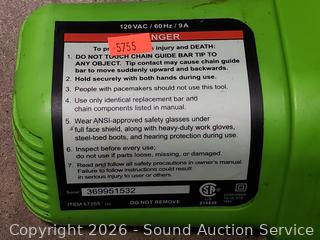 120VAC / 60Hz / 9A
5755
DANGER
To prevent serious injury and DEATH:
1. DO NOT TOUCH CHAIN GUIDE BAR TIP TO
ANY OBJECT. Tip contact may cause chain guide
bar to move suddenly upward and backwards.
2. Hold securely with both hands during use.
3. People with pacemakers should not use this tool.
4. Use only identical replacement bar and
chain components listed in manual.
5. Wear ANSI-approved safety glasses under
full face shield, along with heavy-duty work gloves,
steel-toed boots, and hearing protection during use.
6. Inspect before every use;
do not use if parts loose, missing, or damaged.
7. Read and follow all safety precautions in owner's manual.
Failure to follow instructions could result
in serious injury to user or others.
Serial
369951532
ITEM 67255
DO NOT REMOVE
Copyright 2026 - Sound Auction Service